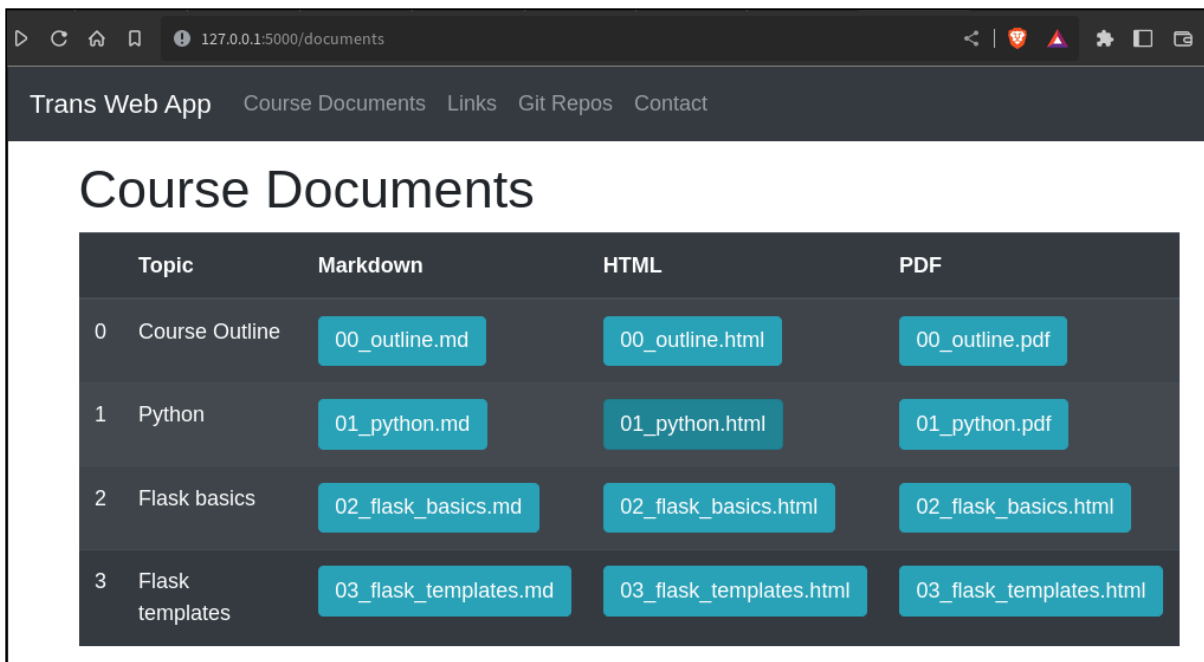 127.0.0.1:5000/documents
Trans Web App Course Documents Links Git Repos Contact
Course Documents
Topic Markdown HTML PDF
0 Course Outline 00_outline.md 00_outline.html 00_outline.pdf
1 Python 01_python.md 01_python.html 01_python.pdf
2 Flask basics 02_flask_basics.md 02_flask_basics.html 02_flask_basics.html
3 Flask templates 03_flask_templates.md 03_flask_templates.html 03_flask_templates.html